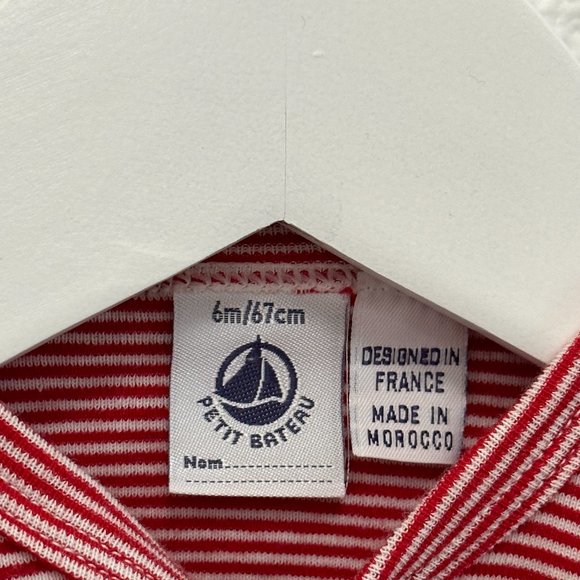 6m/67cm
PETIT BATEAU
Nom
DESIGNED IN
FRANCE
MADE IN
MOROCCO